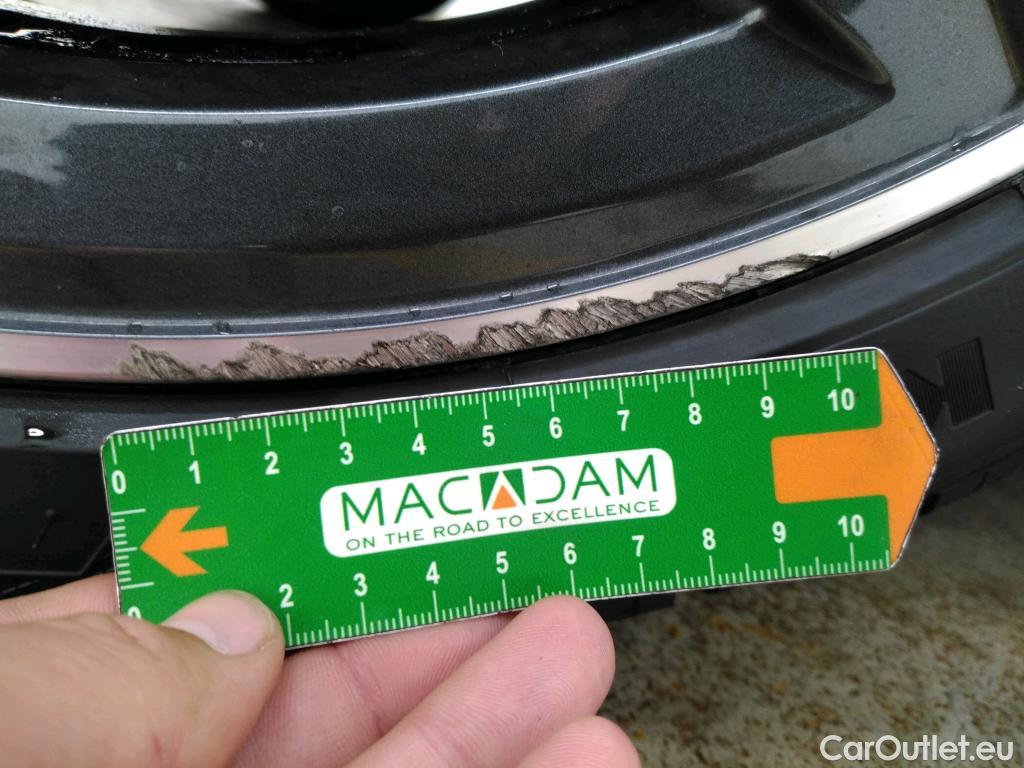 0 1 2 3 4 5 6 7 8 9 10
MACADAM
ON THE ROAD TO EXCELLENCE
0 2 3 4 5 6 7 8 9 10
CarOutlet.eu